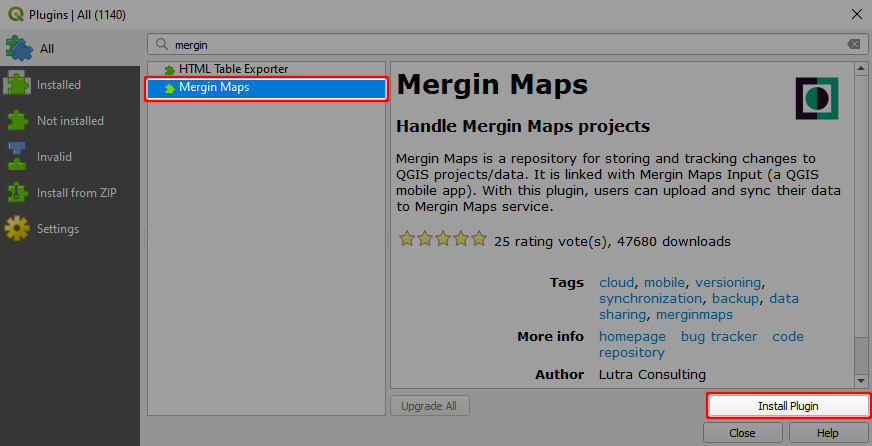 Plugins | All (1140)
All
Installed
Not installed
Invalid
Install from ZIP
Settings
mergin
HTML Table Exporter
Mergin Maps
Mergin Maps
Handle Mergin Maps projects
Mergin Maps is a repository for storing and tracking changes to
QGIS projects/data. It is linked with Mergin Maps Input (a QGIS
mobile app). With this plugin, users can upload and sync their data
to Mergin Maps service.
25 rating vote(s), 47680 downloads
Tags cloud, mobile, versioning,
synchronization, backup, data
sharing, merginmaps
More info homepage bug tracker code
repository
Author Lutra Consulting
Upgrade All
Install Plugin
Close Help